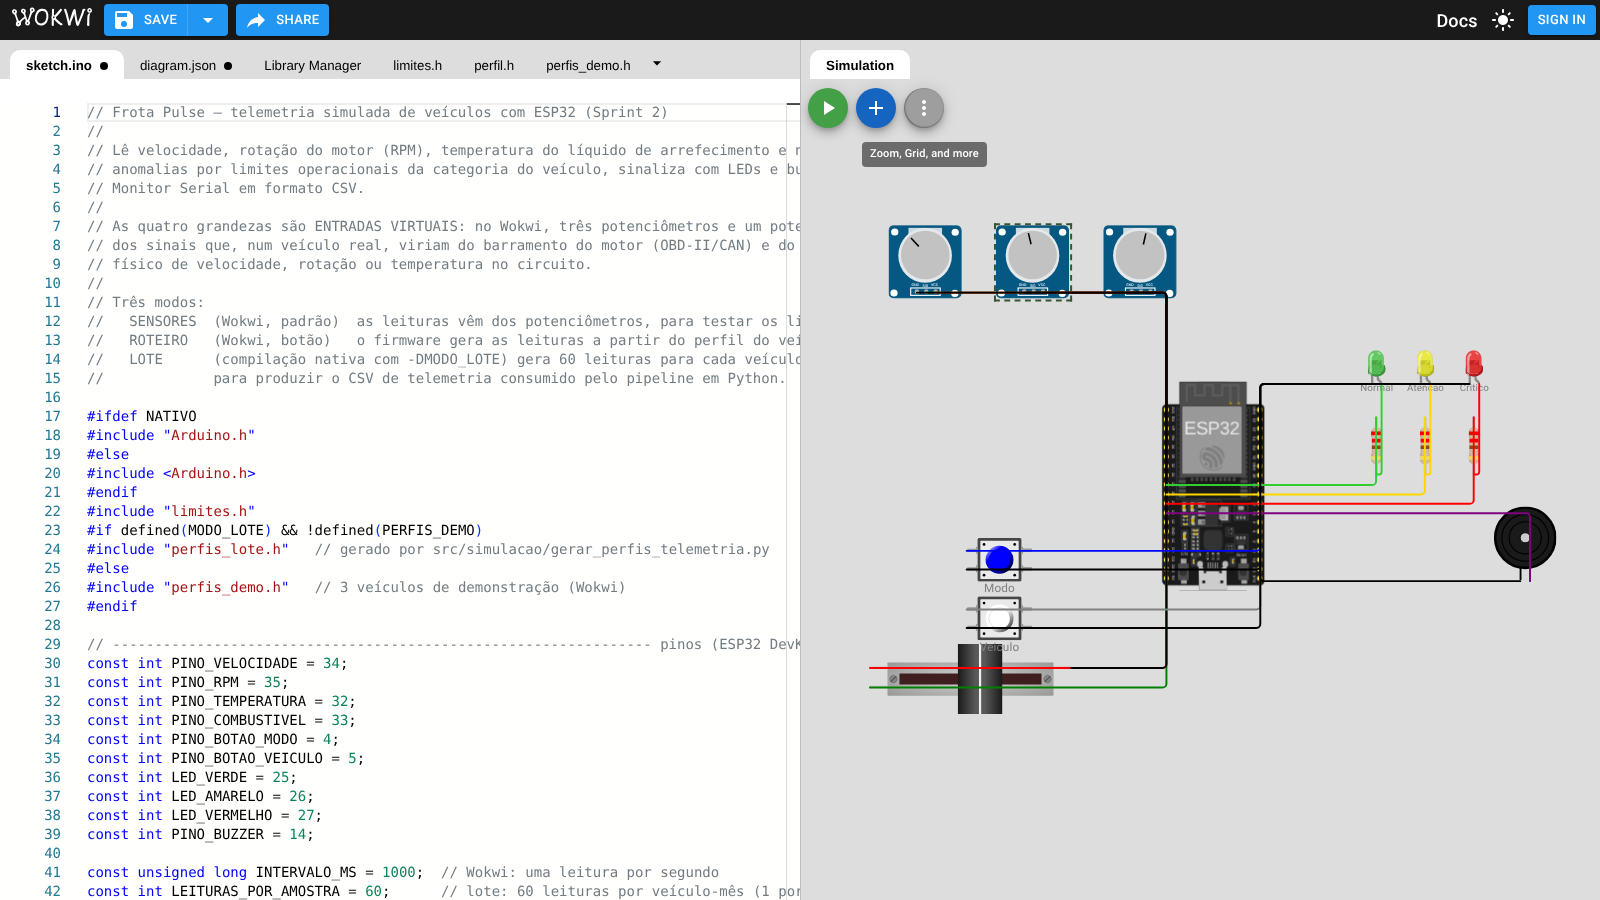 WOKWI SAVE SHARE Docs SIGN IN
sketch.ino diagram.json Library Manager limites.h perfil.h perfis_demo.h
Simulation
Zoom, Grid, and more
1 // Frota Pulse — telemetria simulada de veículos com ESP32 (Sprint 2)
2 //
3 // Lê velocidade, rotação do motor (RPM), temperatura do líquido de arrefecimento e
4 // anomalias por limites operacionais da categoria do veículo, sinaliza com LEDs e bu
5 // Monitor Serial em formato CSV.
6 //
7 // As quatro grandezas são ENTRADAS VIRTUAIS: no Wokwi, três potenciômetros e um pote
8 // dos sinais que, num veículo real, viriam do barramento do motor (OBD-II/CAN) e do
9 // físico de velocidade, rotação ou temperatura no circuito.
10 //
11 // Três modos:
12 //   SENSORES  (Wokwi, padrão)  as leituras vêm dos potenciômetros, para testar os li
13 //   ROTEIRO   (Wokwi, botão)   o firmware gera as leituras a partir do perfil do veí
14 //   LOTE      (compilação nativa com -DMODO_LOTE) gera 60 leituras para cada veículo
15 //             para produzir o CSV de telemetria consumido pelo pipeline em Python.
16
17 #ifdef NATIVO
18 #include "Arduino.h"
19 #else
20 #include <Arduino.h>
21 #endif
22 #include "limites.h"
23 #if defined(MODO_LOTE) && !defined(PERFIS_DEMO)
24 #include "perfis_lote.h"   // gerado por src/simulacao/gerar_perfis_telemetria.py
25 #else
26 #include "perfis_demo.h"   // 3 veículos de demonstração (Wokwi)
27 #endif
28
29 // ---------------------------------------------------------------- pinos (ESP32 DevK
30 const int PINO_VELOCIDADE = 34;
31 const int PINO_RPM = 35;
32 const int PINO_TEMPERATURA = 32;
33 const int PINO_COMBUSTIVEL = 33;
34 const int PINO_BOTAO_MODO = 4;
35 const int PINO_BOTAO_VEICULO = 5;
36 const int LED_VERDE = 25;
37 const int LED_AMARELO = 26;
38 const int LED_VERMELHO = 27;
39 const int PINO_BUZZER = 14;
40
41 const unsigned long INTERVALO_MS = 1000;  // Wokwi: uma leitura por segundo
42 const int LEITURAS_POR_AMOSTRA = 60;      // lote: 60 leituras por veículo-mês (1 por
GND SIG VCC
GND SIG VCC
GND SIG VCC
Normal Atencao Critico
ESP32
Modo
Veiculo